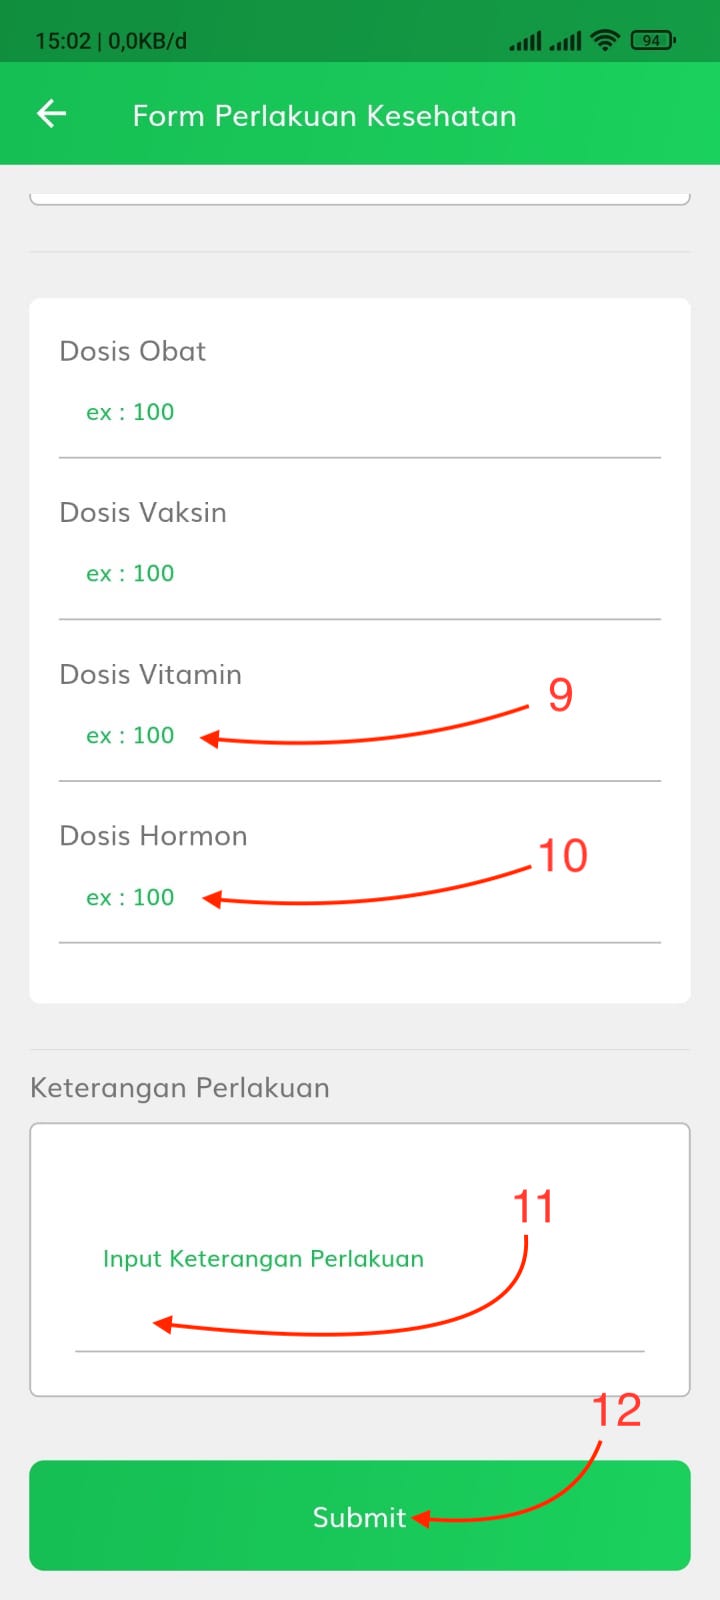 15:02 | 0,0KB/d
94
Form Perlakuan Kesehatan
Dosis Obat
ex : 100
Dosis Vaksin
ex : 100
Dosis Vitamin
9
ex : 100
Dosis Hormon
10
ex : 100
Keterangan Perlakuan
11
Input Keterangan Perlakuan
12
Submit